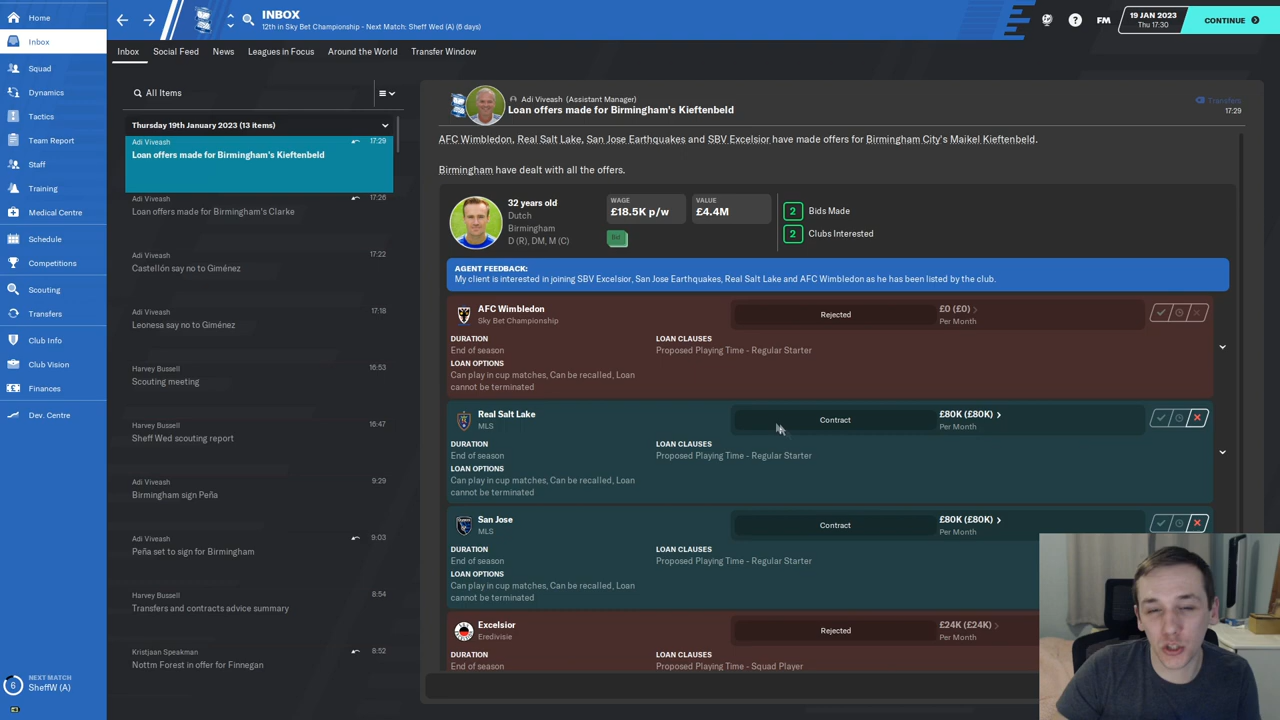 Home
Inbox
Squad
Dynamics
Tactics
Team Report
Staff
Training
Medical Centre
Schedule
Competitions
Scouting
Transfers
Club Info
Club Vision
Finances
Dev. Centre
6
NEXT MATCH
SheffW (A)
INBOX
12th in Sky Bet Championship - Next Match: Sheff Wed (A) (6 days)
FM
19 JAN 2023
Thu 17:30
CONTINUE
Inbox
Social Feed
News
Leagues in Focus
Around the World
Transfer Window
All Items
Thursday 19th January 2023 (13 items)
Adi Viveash 17:29
Loan offers made for Birmingham's Kieftenbeld
Adi Viveash 17:26
Loan offers made for Birmingham's Clarke
Adi Viveash 17:22
Castellón say no to Giménez
Adi Viveash 17:18
Leonesa say no to Giménez
Harvey Bussell 16:53
Scouting meeting
Harvey Bussell 16:47
Sheff Wed scouting report
Adi Viveash 9:29
Birmingham sign Peña
Adi Viveash 9:03
Peña set to sign for Birmingham
Harvey Bussell 8:54
Transfers and contracts advice summary
Kristjaan Speakman 8:52
Nottm Forest in offer for Finnegan
Adi Viveash (Assistant Manager)
Loan offers made for Birmingham's Kieftenbeld
Transfers
17:29
AFC Wimbledon, Real Salt Lake, San Jose Earthquakes and SBV Excelsior have made offers for Birmingham City's Maikel Kieftenbeld.
Birmingham have dealt with all the offers.
32 years old
Dutch
Birmingham
D (R), DM, M (C)
WAGE
£18.5K p/w
VALUE
£4.4M
Bid
2 Bids Made
2 Clubs Interested
AGENT FEEDBACK:
My client is interested in joining SBV Excelsior, San Jose Earthquakes, Real Salt Lake and AFC Wimbledon as he has been listed by the club.
AFC Wimbledon
Sky Bet Championship
Rejected
£0 (£0)
Per Month
DURATION
End of season
LOAN CLAUSES
Proposed Playing Time - Regular Starter
LOAN OPTIONS
Can play in cup matches, Can be recalled, Loan
cannot be terminated
Real Salt Lake
MLS
Contract
£80K (£80K)
Per Month
DURATION
End of season
LOAN CLAUSES
Proposed Playing Time - Regular Starter
LOAN OPTIONS
Can play in cup matches, Can be recalled, Loan
cannot be terminated
San Jose
MLS
Contract
£80K (£80K)
Per Month
DURATION
End of season
LOAN CLAUSES
Proposed Playing Time - Regular Starter
LOAN OPTIONS
Can play in cup matches, Can be recalled, Loan
cannot be terminated
Excelsior
Eredivisie
Rejected
£24K (£24K)
Per Month
DURATION
End of season
LOAN CLAUSES
Proposed Playing Time - Squad Player